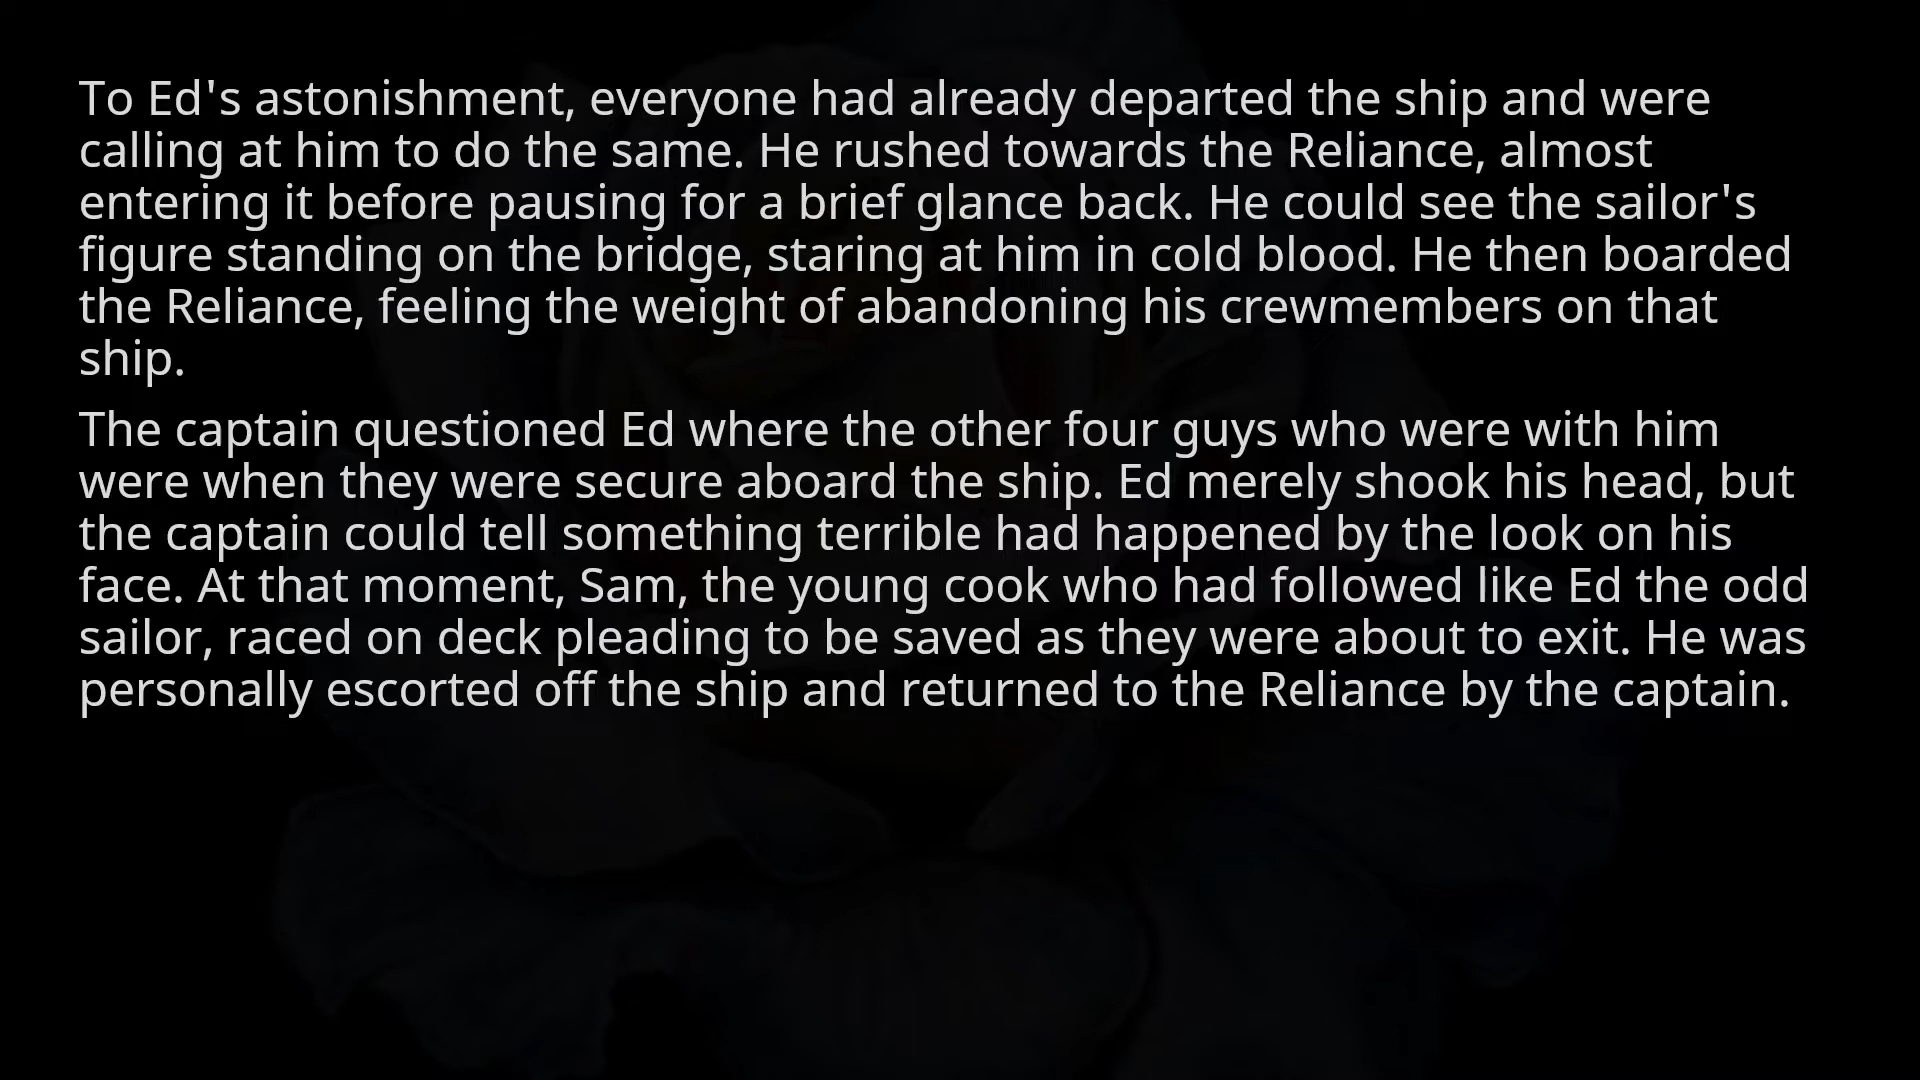 To Ed's astonishment, everyone had already departed the ship and were
calling at him to do the same. He rushed towards the Reliance, almost
entering it before pausing for a brief glance back. He could see the sailor's
figure standing on the bridge, staring at him in cold blood. He then boarded
the Reliance, feeling the weight of abandoning his crewmembers on that
ship.
The captain questioned Ed where the other four guys who were with him
were when they were secure aboard the ship. Ed merely shook his head, but
the captain could tell something terrible had happened by the look on his
face. At that moment, Sam, the young cook who had followed like Ed the odd
sailor, raced on deck pleading to be saved as they were about to exit. He was
personally escorted off the ship and returned to the Reliance by the captain.